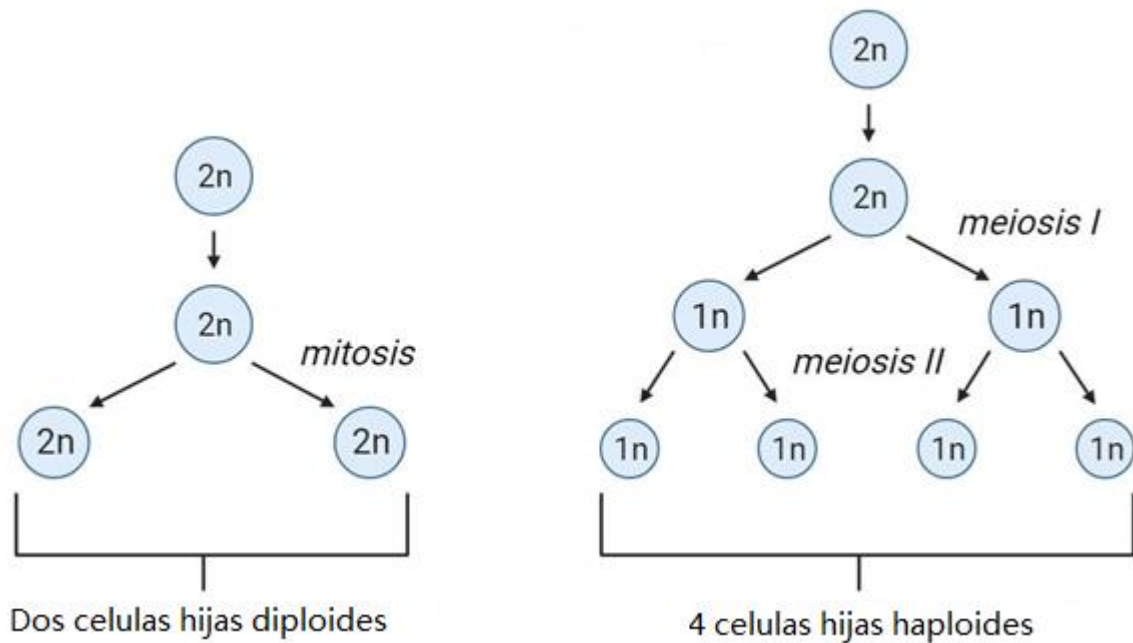 2n
2n
mitosis
2n 2n
Dos celulas hijas diploides
2n
2n
meiosis I
1n 1n
meiosis II
1n 1n 1n 1n
4 celulas hijas haploides